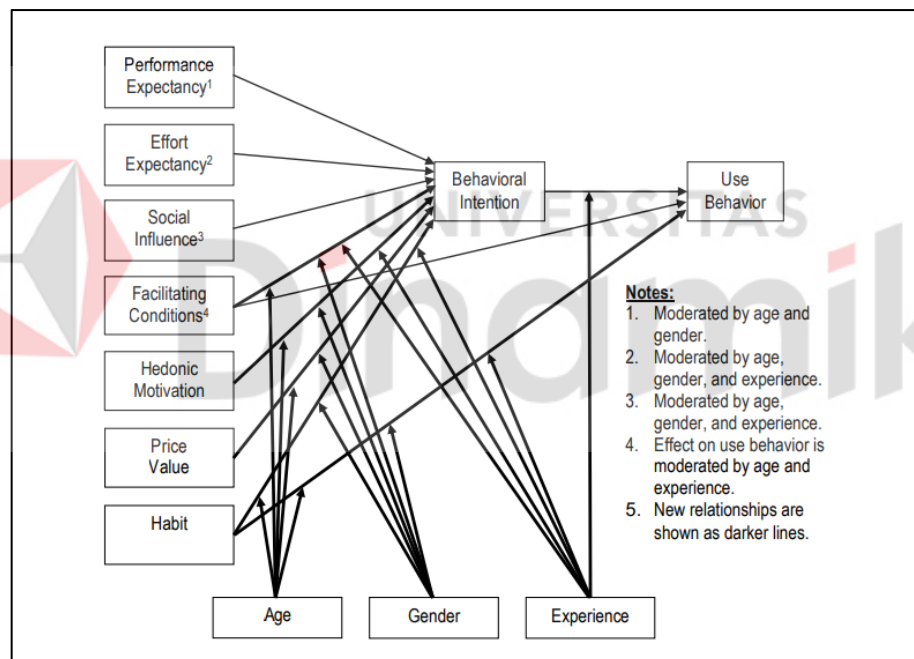 Performance
Expectancy¹
Effort
Expectancy²
Social
Influence³
Facilitating
Conditions⁴
Hedonic
Motivation
Price
Value
Habit
Behavioral
Intention
Use
Behavior
UNIVERSITAS
Dinamik
Notes:
1. Moderated by age and
gender.
2. Moderated by age,
gender, and experience.
3. Moderated by age,
gender, and experience.
4. Effect on use behavior is
moderated by age and
experience.
5. New relationships are
shown as darker lines.
Age
Gender
Experience